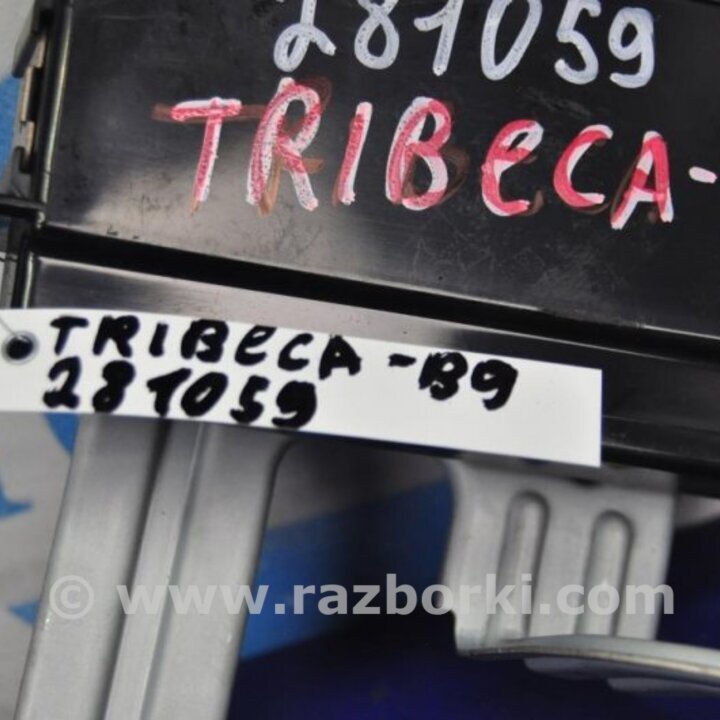 281059
TRIBECA-
TRIBECA-B9
281059
© www.razborki.com